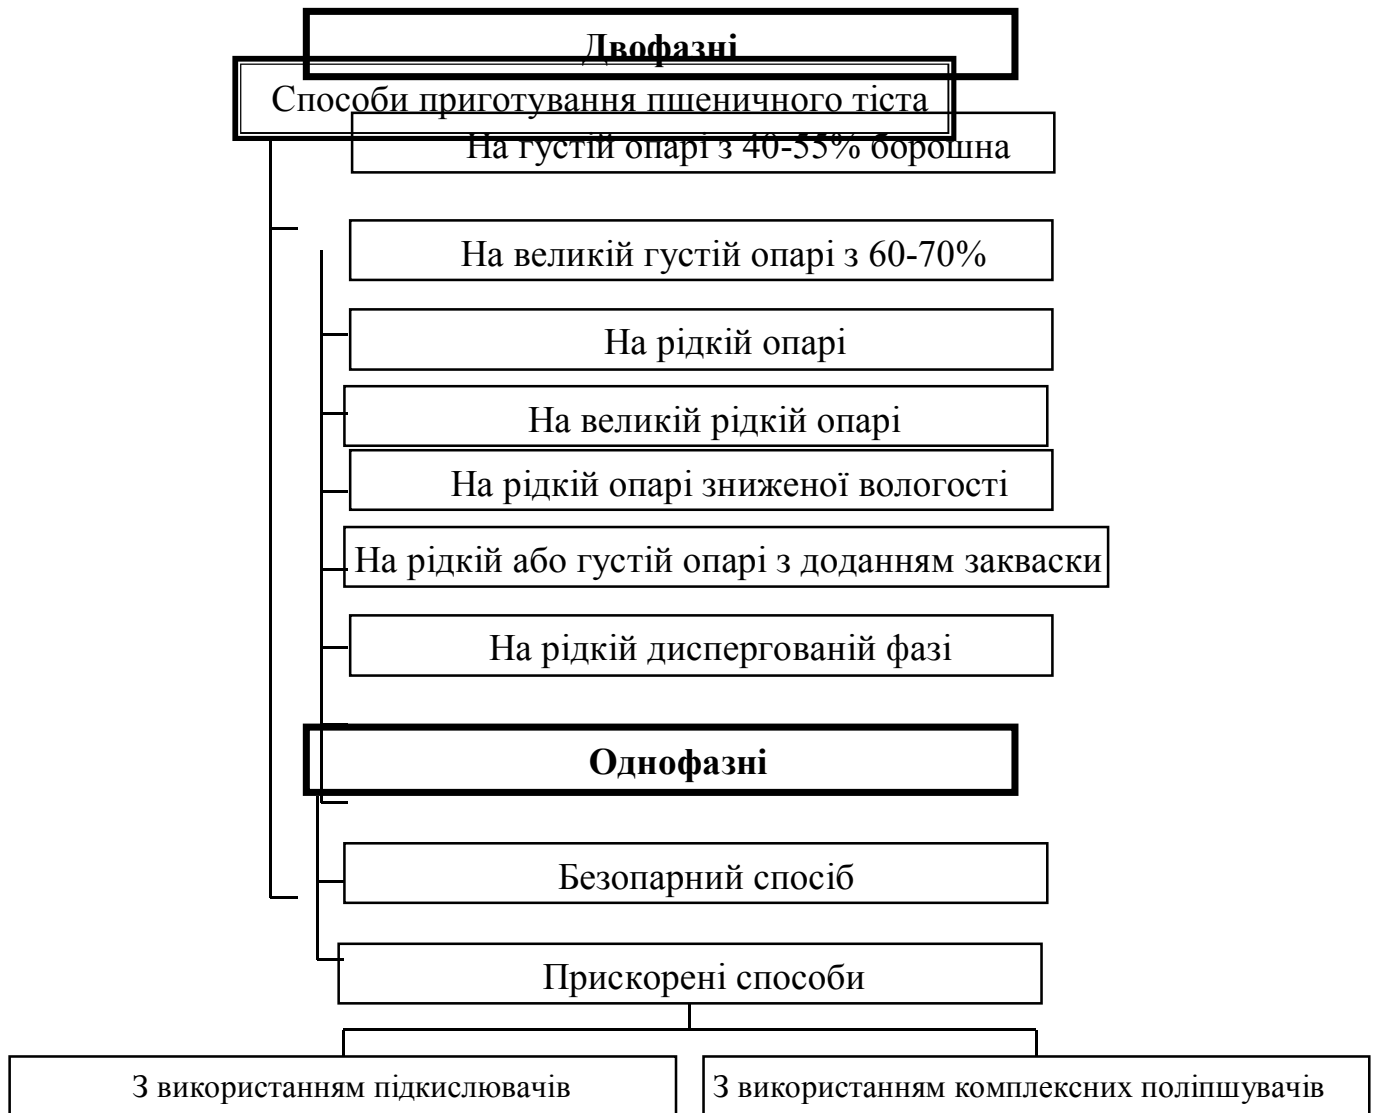 Двофазні
Способи приготування пшеничного тіста
На густій опарі з 40-55% борошна
На великій густій опарі з 60-70%
На рідкій опарі
На великій рідкій опарі
На рідкій опарі зниженої вологості
На рідкій або густій опарі з доданням закваски
На рідкій диспергованій фазі
Однофазні
Безопарний спосіб
Прискорені способи
З використанням підкислювачів
З використанням комплексних поліпшувачів